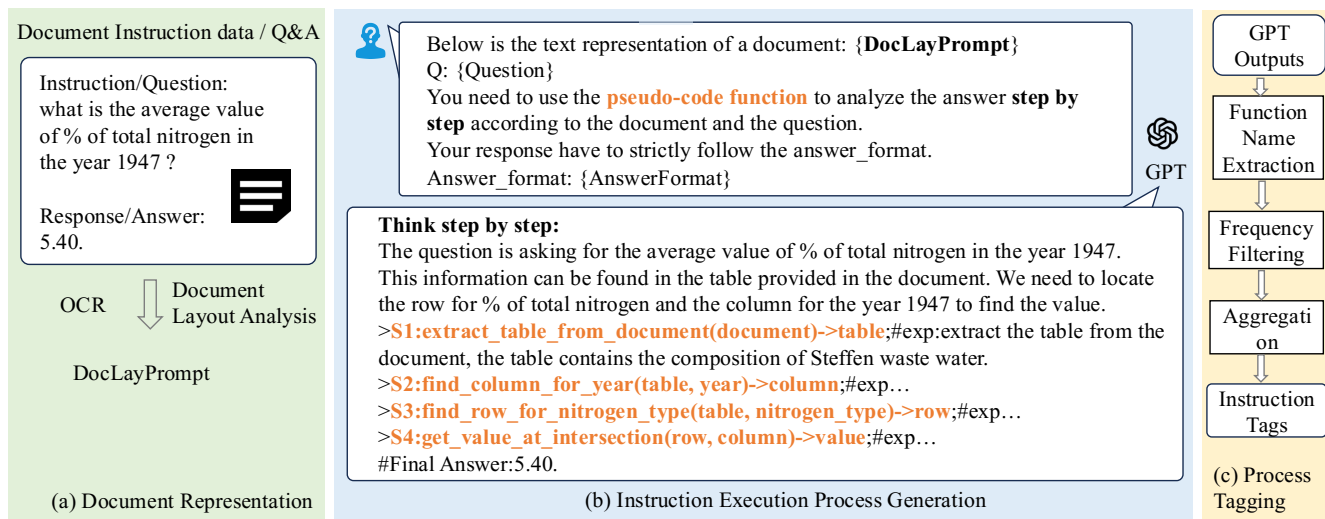 Document Instruction data / Q&A
Instruction/Question:
what is the average value
of % of total nitrogen in
the year 1947 ?
Response/Answer:
5.40.
OCR
Document
Layout Analysis
DocLayPrompt
(a) Document Representation
Below is the text representation of a document: {DocLayPrompt}
Q: {Question}
You need to use the pseudo-code function to analyze the answer step by
step according to the document and the question.
Your response have to strictly follow the answer_format.
Answer_format: {AnswerFormat}
GPT
Think step by step:
The question is asking for the average value of % of total nitrogen in the year 1947.
This information can be found in the table provided in the document. We need to locate
the row for % of total nitrogen and the column for the year 1947 to find the value.
>S1:extract_table_from_document(document)->table;#exp:extract the table from the
document, the table contains the composition of Steffen waste water.
>S2:find_column_for_year(table, year)->column;#exp…
>S3:find_row_for_nitrogen_type(table, nitrogen_type)->row;#exp…
>S4:get_value_at_intersection(row, column)->value;#exp…
#Final Answer:5.40.
(b) Instruction Execution Process Generation
GPT
Outputs
Function
Name
Extraction
Frequency
Filtering
Aggregati
on
Instruction
Tags
(c) Process
Tagging